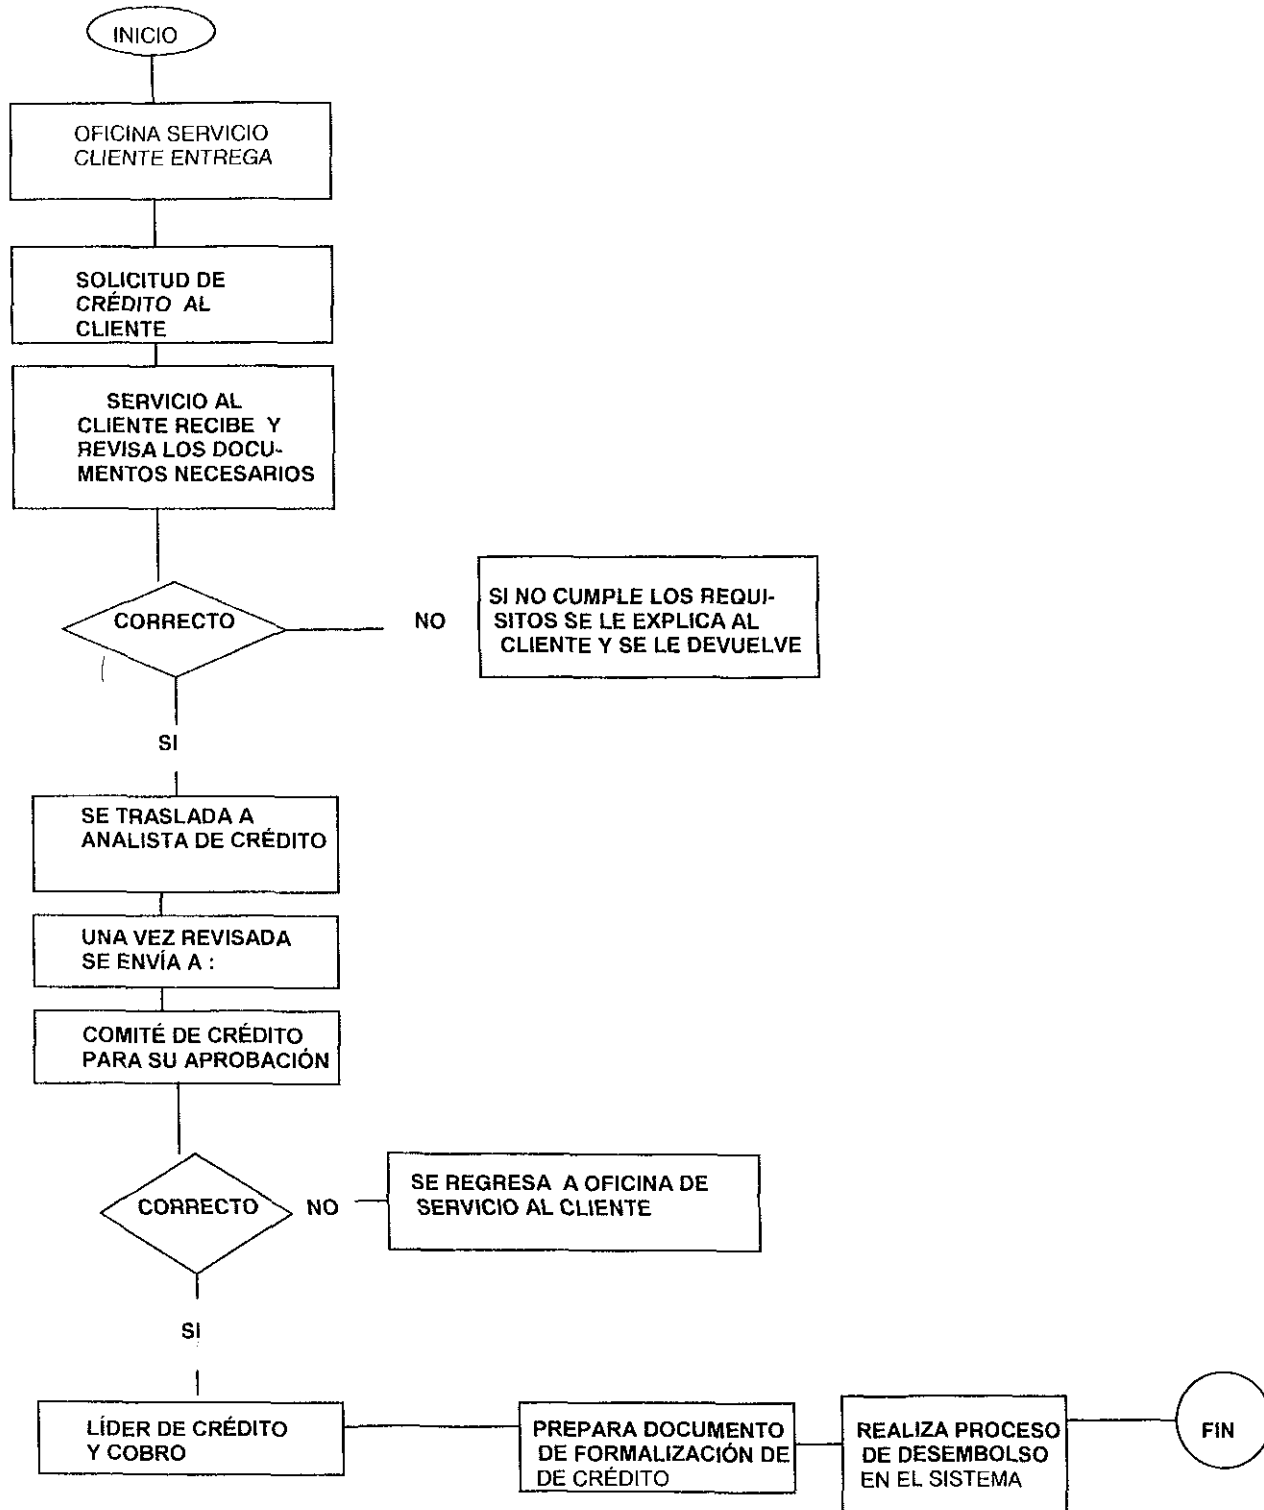 INICIO
OFICINA SERVICIO
CLIENTE ENTREGA
SOLICITUD DE
CRÉDITO AL
CLIENTE
SERVICIO AL
CLIENTE RECIBE Y
REVISA LOS DOCU-
MENTOS NECESARIOS
CORRECTO
NO
SI NO CUMPLE LOS REQUI-
SITOS SE LE EXPLICA AL
CLIENTE Y SE LE DEVUELVE
SI
SE TRASLADA A
ANALISTA DE CRÉDITO
UNA VEZ REVISADA
SE ENVÍA A :
COMITÉ DE CRÉDITO
PARA SU APROBACIÓN
CORRECTO
NO
SE REGRESA A OFICINA DE
SERVICIO AL CLIENTE
SI
LÍDER DE CRÉDITO
Y COBRO
PREPARA DOCUMENTO
DE FORMALIZACIÓN DE
DE CRÉDITO
REALIZA PROCESO
DE DESEMBOLSO
EN EL SISTEMA
FIN